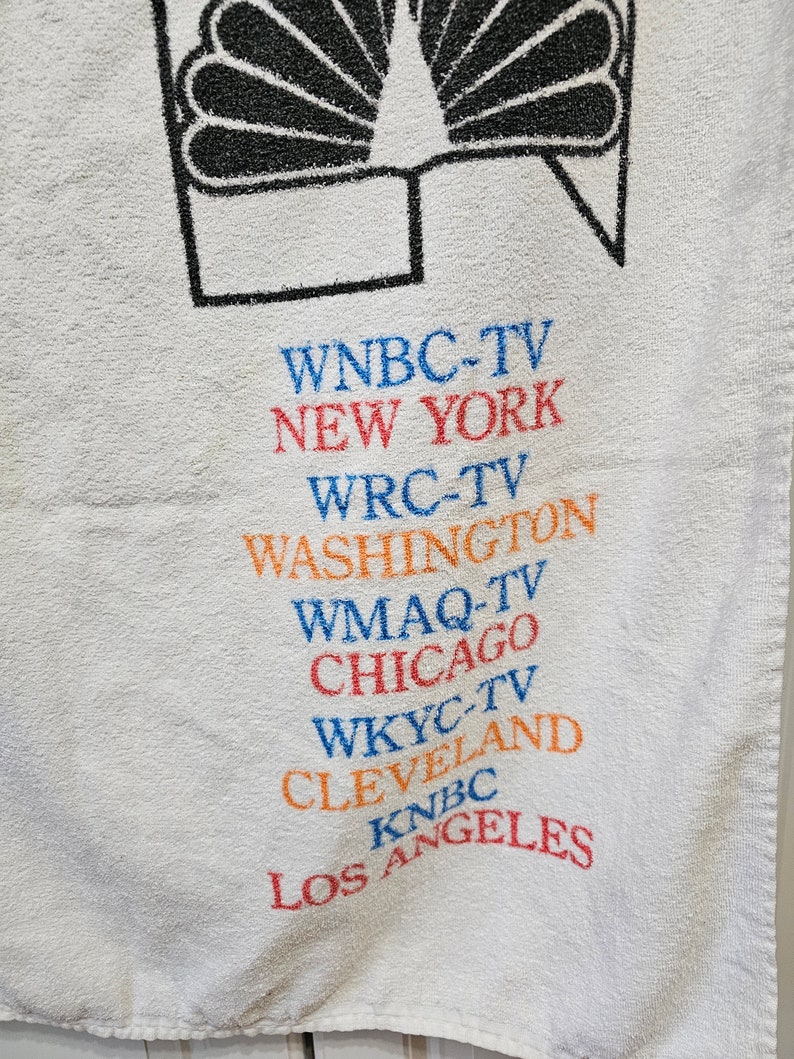 WNBC-TV
NEW YORK
WRC-TV
WASHINGTON
WMAQ-TV
CHICAGO
WKYC-TV
CLEVELAND
KNBC
LOS ANGELES